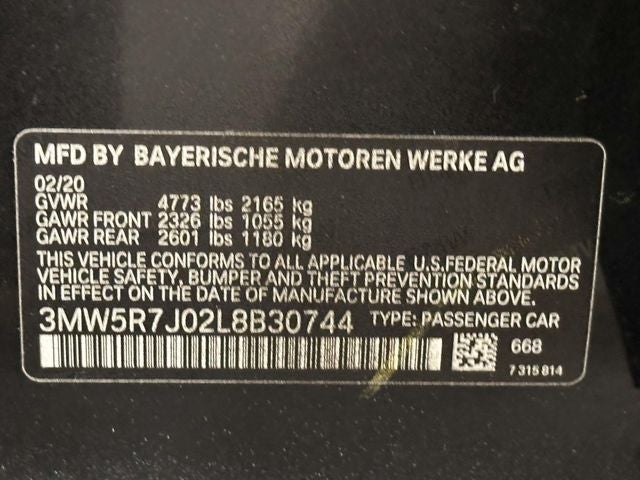 MFD BY BAYERISCHE MOTOREN WERKE AG
02/20
GVWR 4773 lbs 2165 kg
GAWR FRONT 2326 lbs 1055 kg
GAWR REAR 2601 lbs 1180 kg
THIS VEHICLE CONFORMS TO ALL APPLICABLE U.S.FEDERAL MOTOR
VEHICLE SAFETY, BUMPER AND THEFT PREVENTION STANDARDS
IN EFFECT ON THE DATE OF MANUFACTURE SHOWN ABOVE.
3MW5R7J02L8B30744 TYPE: PASSENGER CAR
668
7 315 814